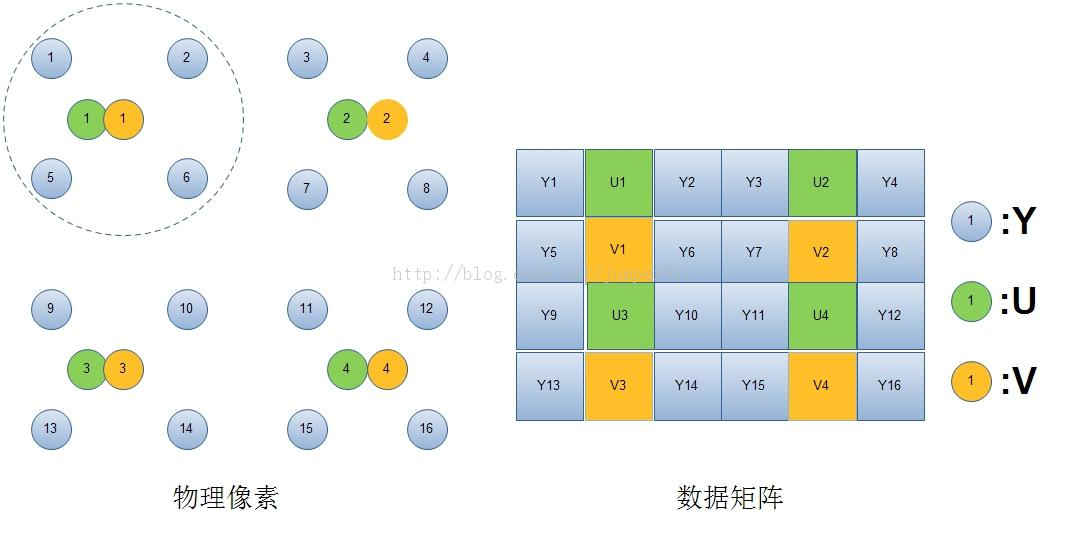 1 2 3 4
1 1 2 2
5 6 7 8
9 10 11 12
3 3 4 4
13 14 15 16
物理像素
Y1 U1 Y2 Y3 U2 Y4
Y5 V1 Y6 Y7 V2 Y8
Y9 U3 Y10 Y11 U4 Y12
Y13 V3 Y14 Y15 V4 Y16
数据矩阵
1 :Y
1 :U
1 :V
http://blog.